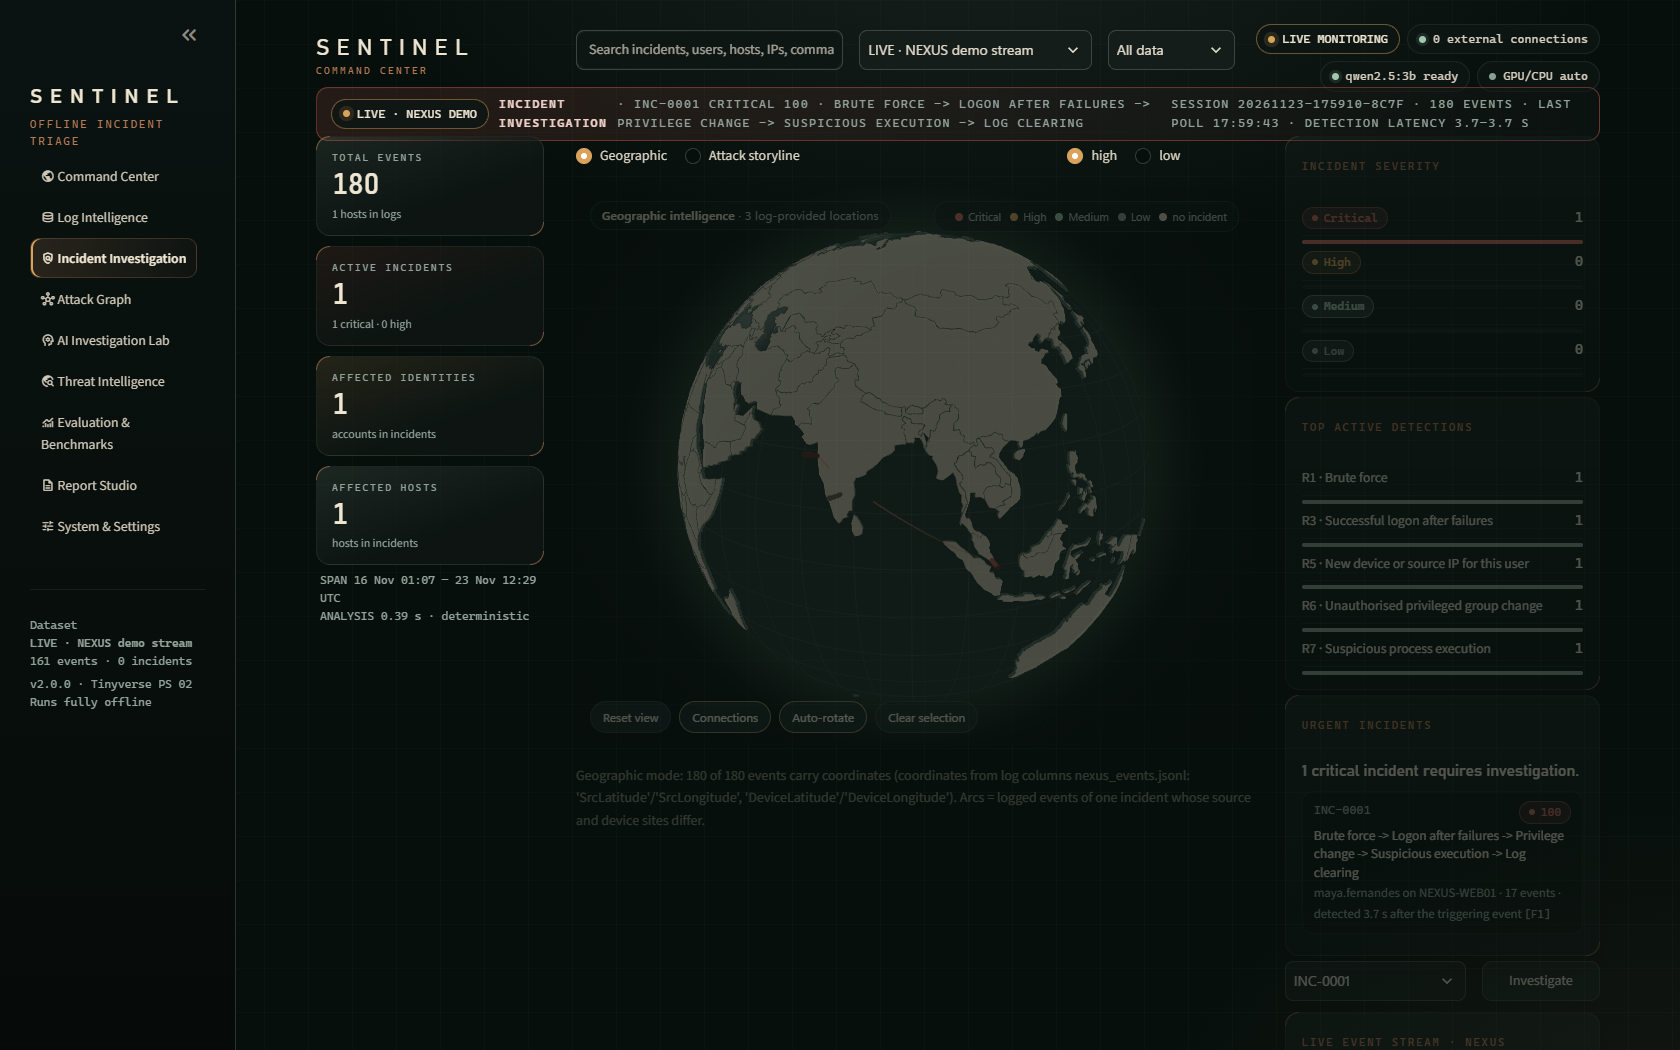 SENTINEL
OFFLINE INCIDENT
TRIAGE
Command Center
Log Intelligence
Incident Investigation
Attack Graph
AI Investigation Lab
Threat Intelligence
Evaluation &
Benchmarks
Report Studio
System & Settings
Dataset
LIVE · NEXUS demo stream
161 events · 0 incidents
v2.0.0 · Tinyverse PS 02
Runs fully offline
SENTINEL
COMMAND CENTER
Search incidents, users, hosts, IPs, comma
LIVE · NEXUS demo stream
All data
LIVE MONITORING
0 external connections
qwen2.5:3b ready
GPU/CPU auto
LIVE · NEXUS DEMO
INCIDENT
INVESTIGATION
· INC-0001 CRITICAL 100 · BRUTE FORCE -> LOGON AFTER FAILURES ->
PRIVILEGE CHANGE -> SUSPICIOUS EXECUTION -> LOG CLEARING
SESSION 20261123-175910-8C7F · 180 EVENTS · LAST
POLL 17:59:43 · DETECTION LATENCY 3.7-3.7 S
TOTAL EVENTS
180
1 hosts in logs
ACTIVE INCIDENTS
1
1 critical · 0 high
AFFECTED IDENTITIES
1
accounts in incidents
AFFECTED HOSTS
1
hosts in incidents
SPAN 16 Nov 01:07 — 23 Nov 12:29
UTC
ANALYSIS 0.39 s · deterministic
Geographic
Attack storyline
high
low
Geographic intelligence · 3 log-provided locations
Critical
High
Medium
Low
no incident
Reset view
Connections
Auto-rotate
Clear selection
Geographic mode: 180 of 180 events carry coordinates (coordinates from log columns nexus_events.jsonl:
'SrcLatitude'/'SrcLongitude', 'DeviceLatitude'/'DeviceLongitude'). Arcs = logged events of one incident whose source
and device sites differ.
INCIDENT SEVERITY
Critical 1
High 0
Medium 0
Low 0
TOP ACTIVE DETECTIONS
R1 · Brute force 1
R3 · Successful logon after failures 1
R5 · New device or source IP for this user 1
R6 · Unauthorised privileged group change 1
R7 · Suspicious process execution 1
URGENT INCIDENTS
1 critical incident requires investigation.
INC-0001
100
Brute force -> Logon after failures -> Privilege
change -> Suspicious execution -> Log
clearing
maya.fernandes on NEXUS-WEB01 · 17 events ·
detected 3.7 s after the triggering event [F1]
INC-0001
Investigate
LIVE EVENT STREAM · NEXUS